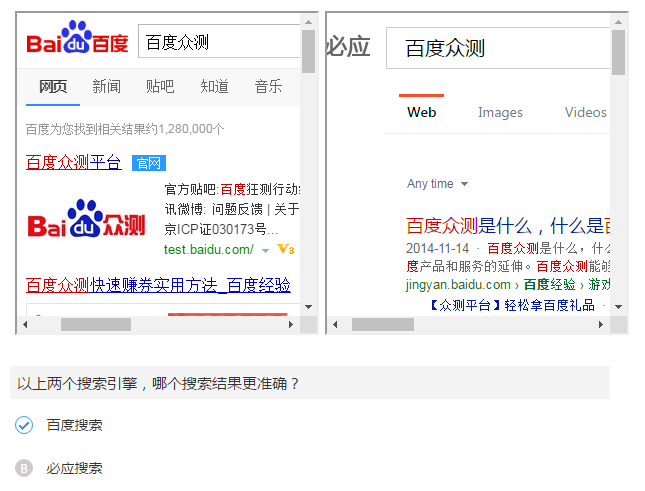 Bai du 百度
百度众测
网页 新闻 贴吧 知道 音乐
百度为您找到相关结果约1,280,000个
百度众测平台 官网
官方贴吧:百度狂测行动
讯微博: 问题反馈 | 关于
京ICP证030173号...
Bai du 众测
test.baidu.com/ V3
百度众测快速赚券实用方法_百度经验
必应
百度众测
Web Images Videos
Any time
百度众测是什么，什么是
2014-11-14 · 百度众测是什么，什
度产品和服务的延伸。百度众测能够
jingyan.baidu.com › 百度经验 › 游戏
【众测平台】轻松拿百度礼品 ·
以上两个搜索引擎，哪个搜索结果更准确？
百度搜索
B 必应搜索